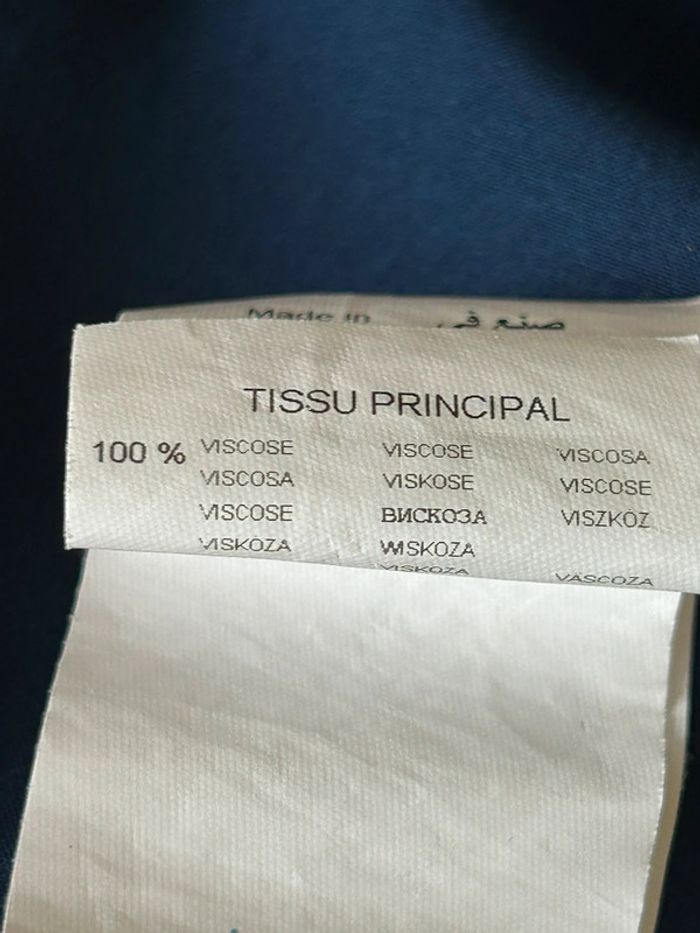 Made in صنع في
TISSU PRINCIPAL
100 % VISCOSE VISCOSE VISCOSA
VISCOSA VISKOSE VISCOSE
VISCOSE ВИСКОЗА VISZKÓZ
VISKÓZA WISKOZA
VISKOZA VÂSCOZA